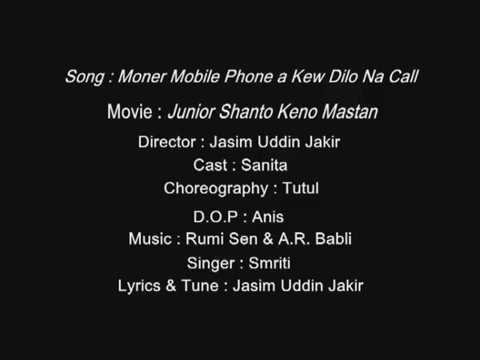 Song : Moner Mobile Phone a Kew Dilo Na Call
Movie : Junior Shanto Keno Mastan
Director : Jasim Uddin Jakir
Cast : Sanita
Choreography : Tutul
D.O.P : Anis
Music : Rumi Sen & A.R. Babli
Singer : Smriti
Lyrics & Tune : Jasim Uddin Jakir